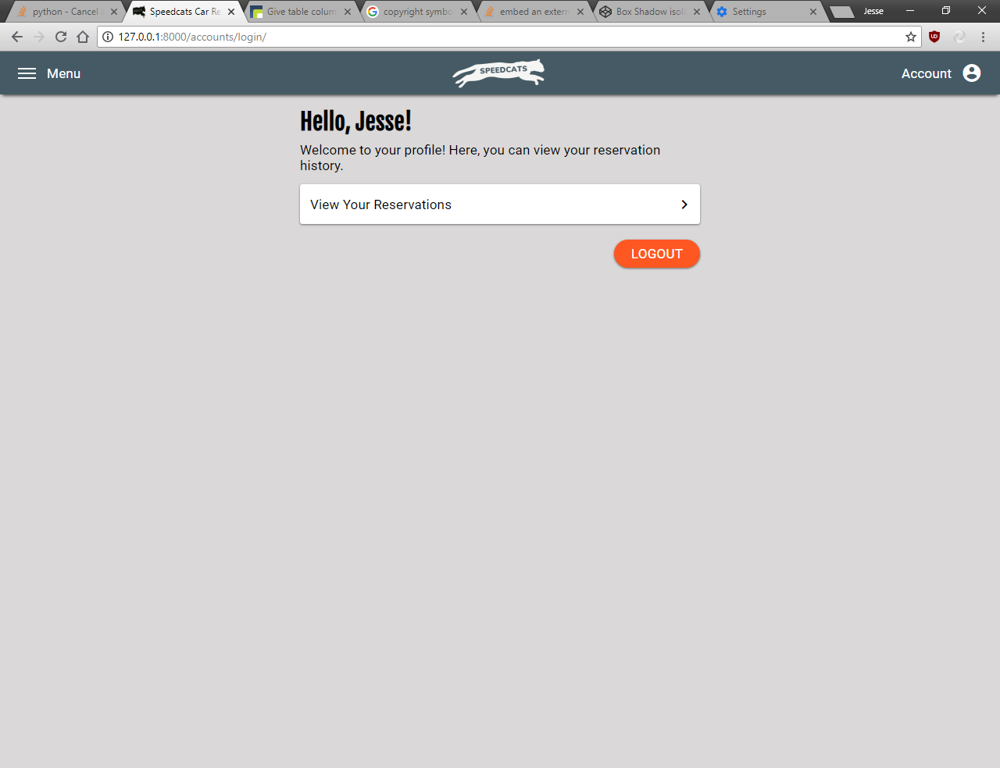 python - Cancel
Speedcats Car Re
Give table colum
copyright symbo
embed an extern
Box Shadow isol
Settings
Jesse
127.0.0.1:8000/accounts/login/
Menu
SPEEDCATS
Account
Hello, Jesse!
Welcome to your profile! Here, you can view your reservation
history.
View Your Reservations
LOGOUT